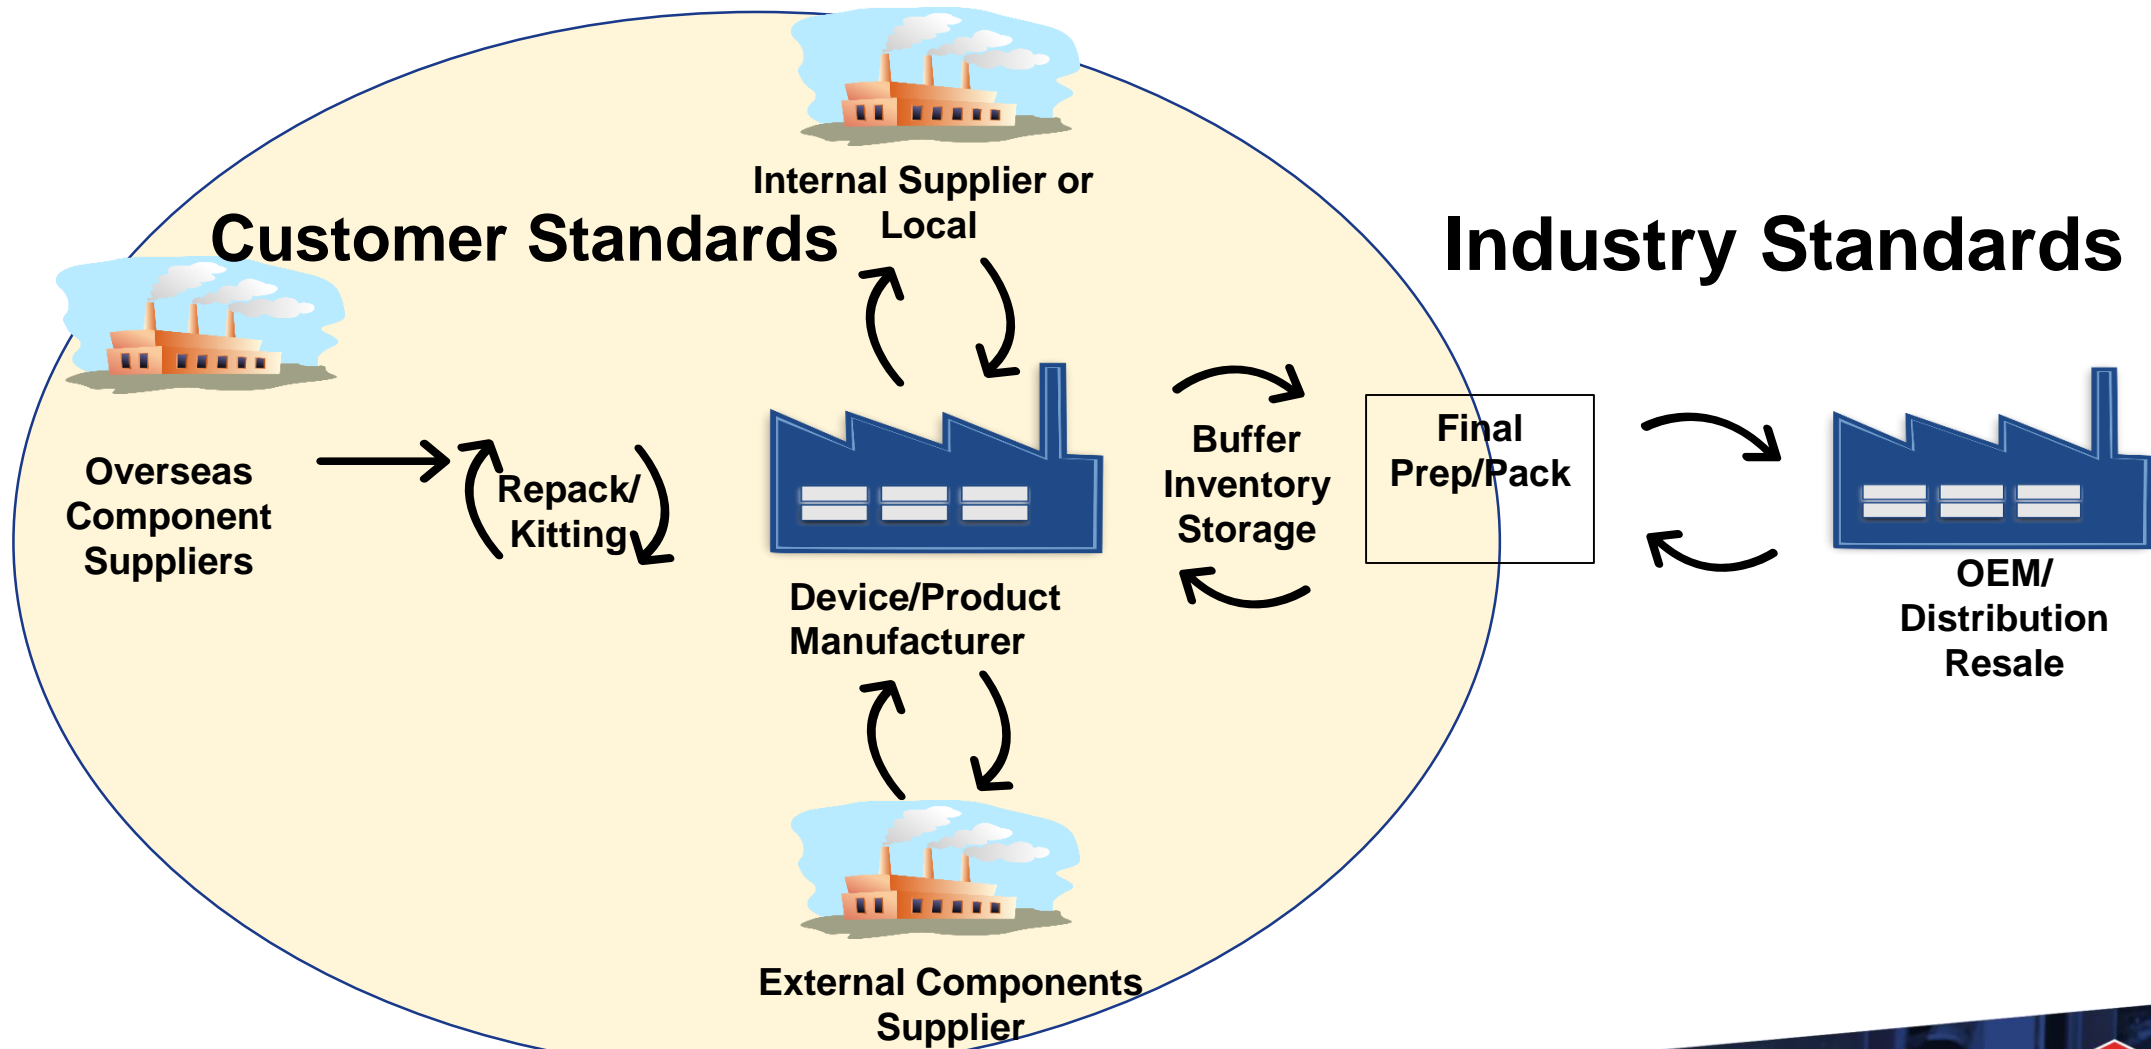 Internal Supplier or
Local
Customer Standards
Industry Standards
Overseas
Component
Suppliers
Repack/
Kitting
Device/Product
Manufacturer
Buffer
Inventory
Storage
Final
Prep/Pack
OEM/
Distribution
Resale
External Components
Supplier